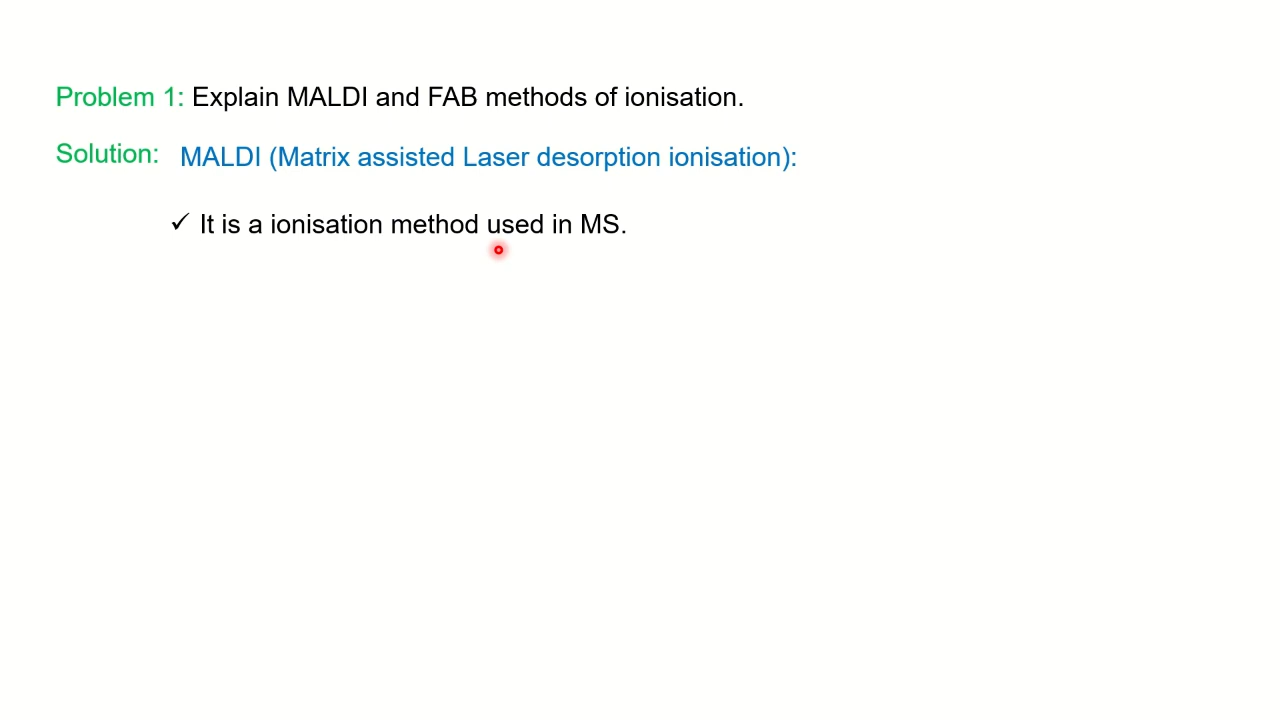 Problem 1: Explain MALDI and FAB methods of ionisation.
Solution: MALDI (Matrix assisted Laser desorption ionisation):
✓ It is a ionisation method used in MS.